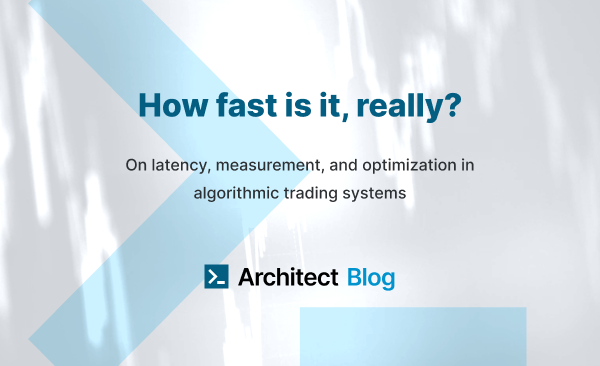 How fast is it, really?
On latency, measurement, and optimization in
algorithmic trading systems
Architect Blog